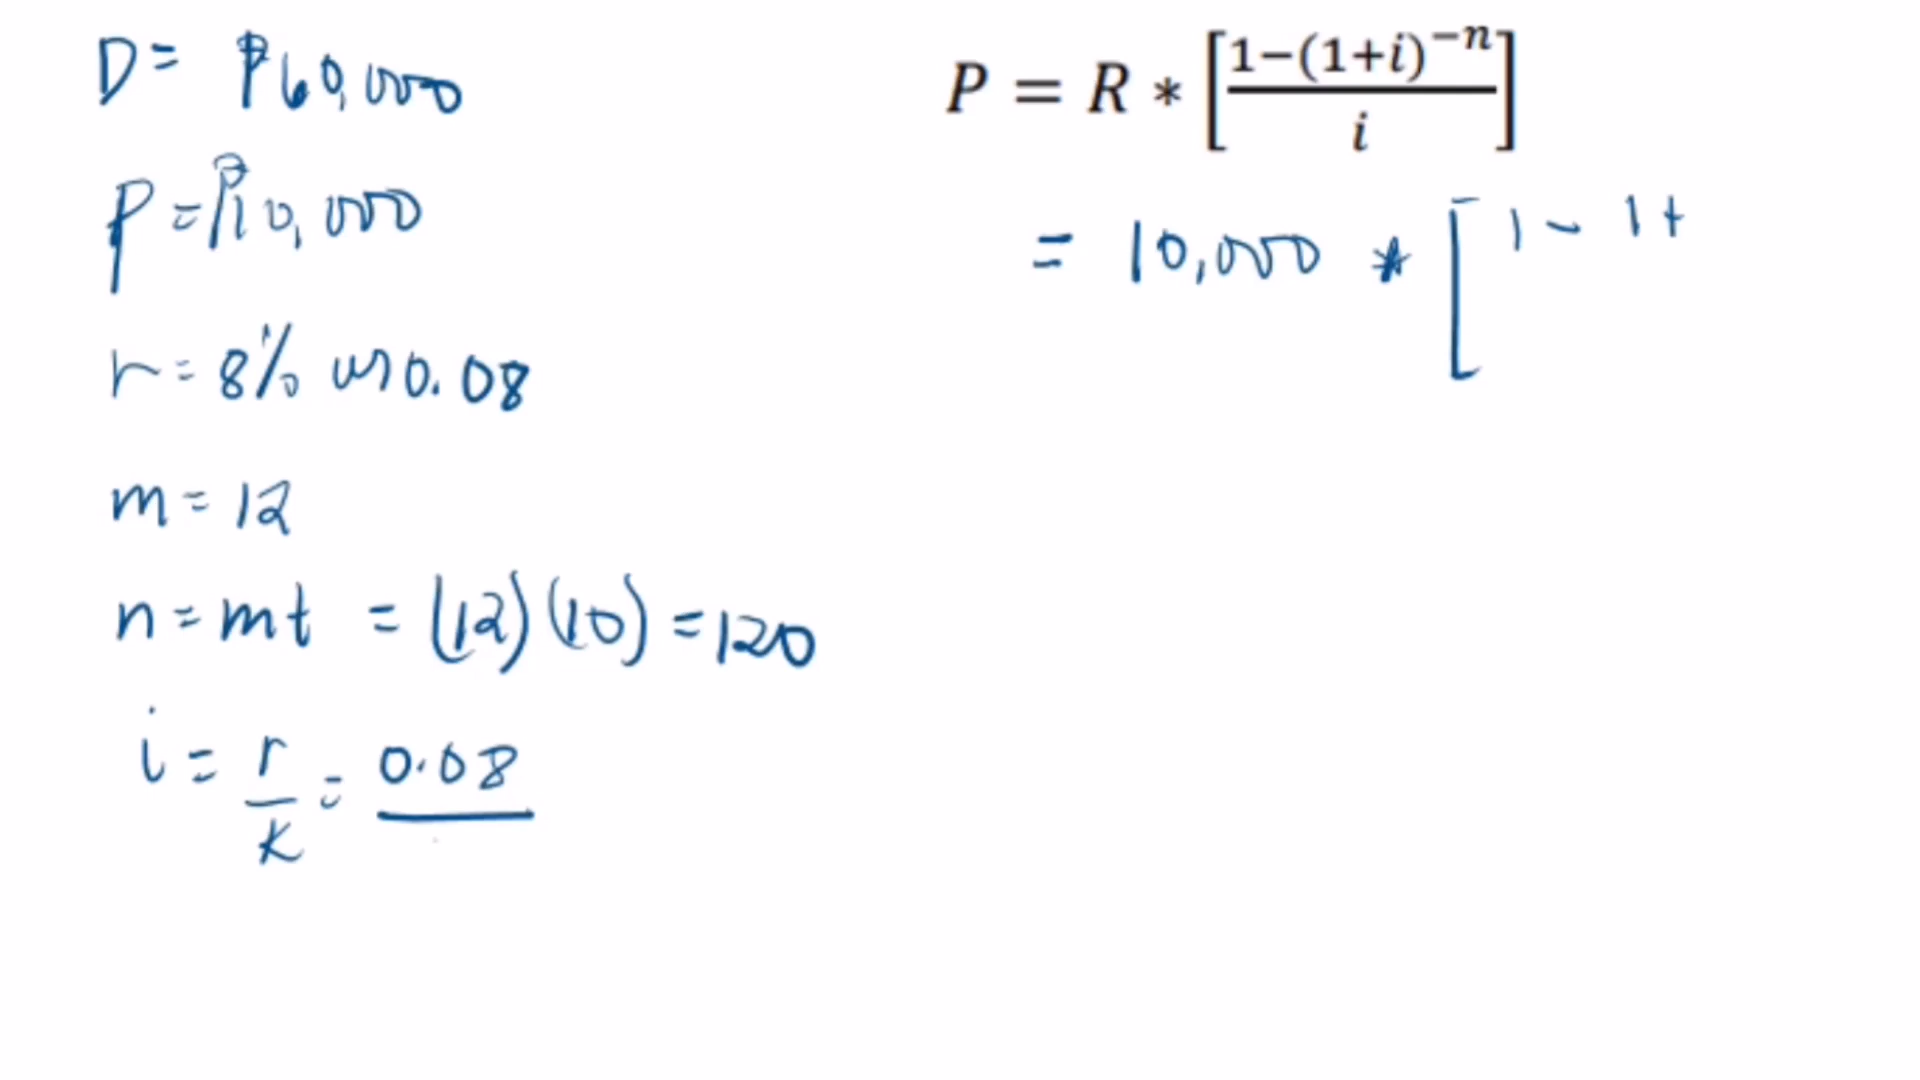 D = ₱60,000
P = ₱10,000
r = 8% or 0.08
m = 12
n = mt = (12)(10) = 120
i = r/k = 0.08
P = R * [1−(1+i)^−n / i]
= 10,000 * [1 - 1+